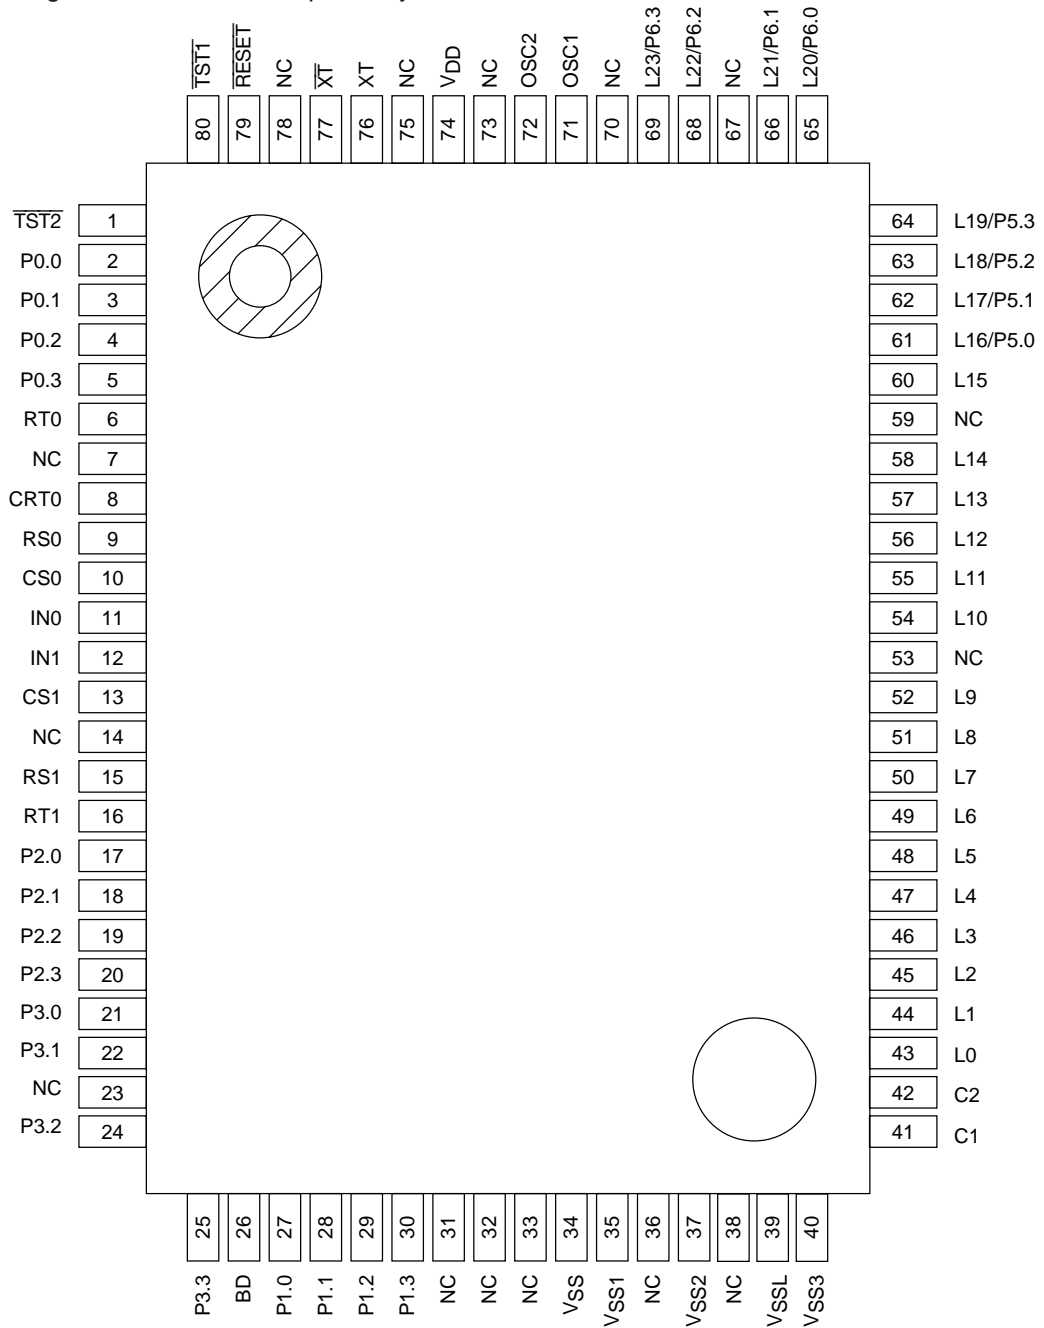 TST1 RESET NC XT XT NC VDD NC OSC2 OSC1 NC L23/P6.3 L22/P6.2 NC L21/P6.1 L20/P6.0
80 79 78 77 76 75 74 73 72 71 70 69 68 67 66 65
TST2 1 64 L19/P5.3
P0.0 2 63 L18/P5.2
P0.1 3 62 L17/P5.1
P0.2 4 61 L16/P5.0
P0.3 5 60 L15
RT0 6 59 NC
NC 7 58 L14
CRT0 8 57 L13
RS0 9 56 L12
CS0 10 55 L11
IN0 11 54 L10
IN1 12 53 NC
CS1 13 52 L9
NC 14 51 L8
RS1 15 50 L7
RT1 16 49 L6
P2.0 17 48 L5
P2.1 18 47 L4
P2.2 19 46 L3
P2.3 20 45 L2
P3.0 21 44 L1
P3.1 22 43 L0
NC 23 42 C2
P3.2 24 41 C1
25 26 27 28 29 30 31 32 33 34 35 36 37 38 39 40
P3.3 BD P1.0 P1.1 P1.2 P1.3 NC NC NC VSS VSS1 NC VSS2 NC VSSL VSS3